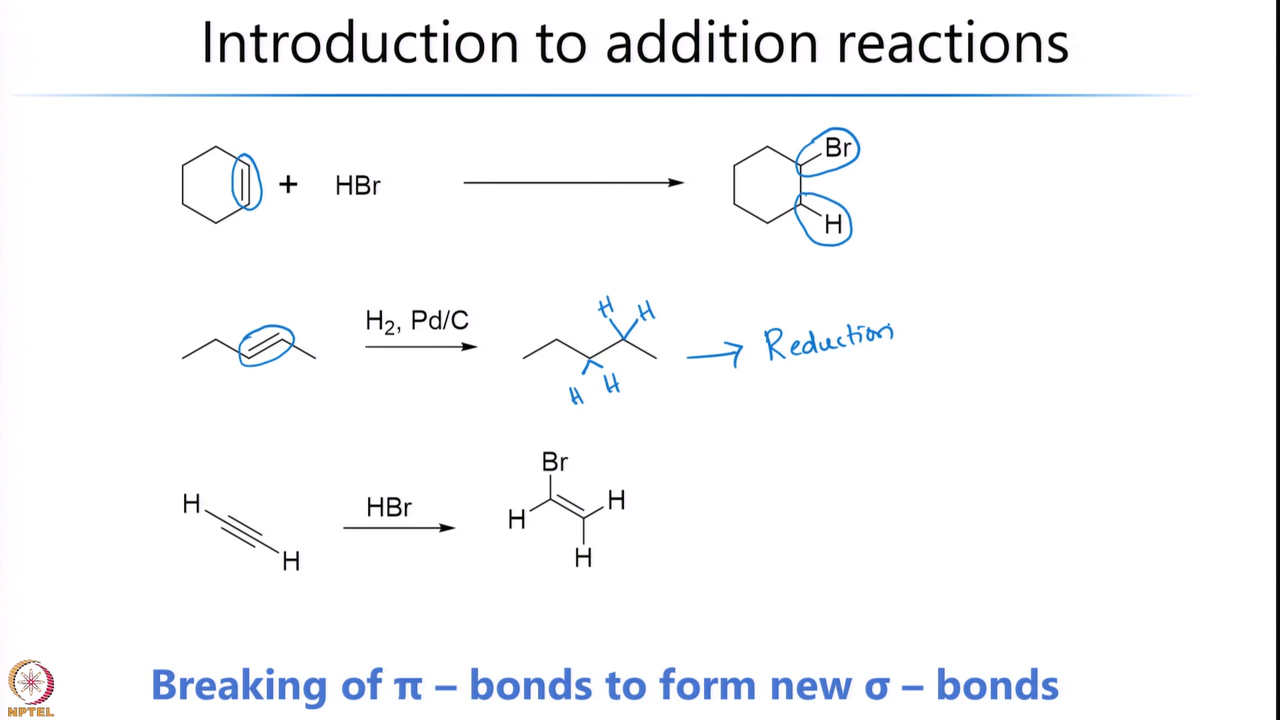 Introduction to addition reactions
+ HBr
Br
H
H₂, Pd/C
H H
H H
→ Reduction
H
H
HBr
Br
H
H
H
Breaking of π – bonds to form new σ – bonds
NPTEL